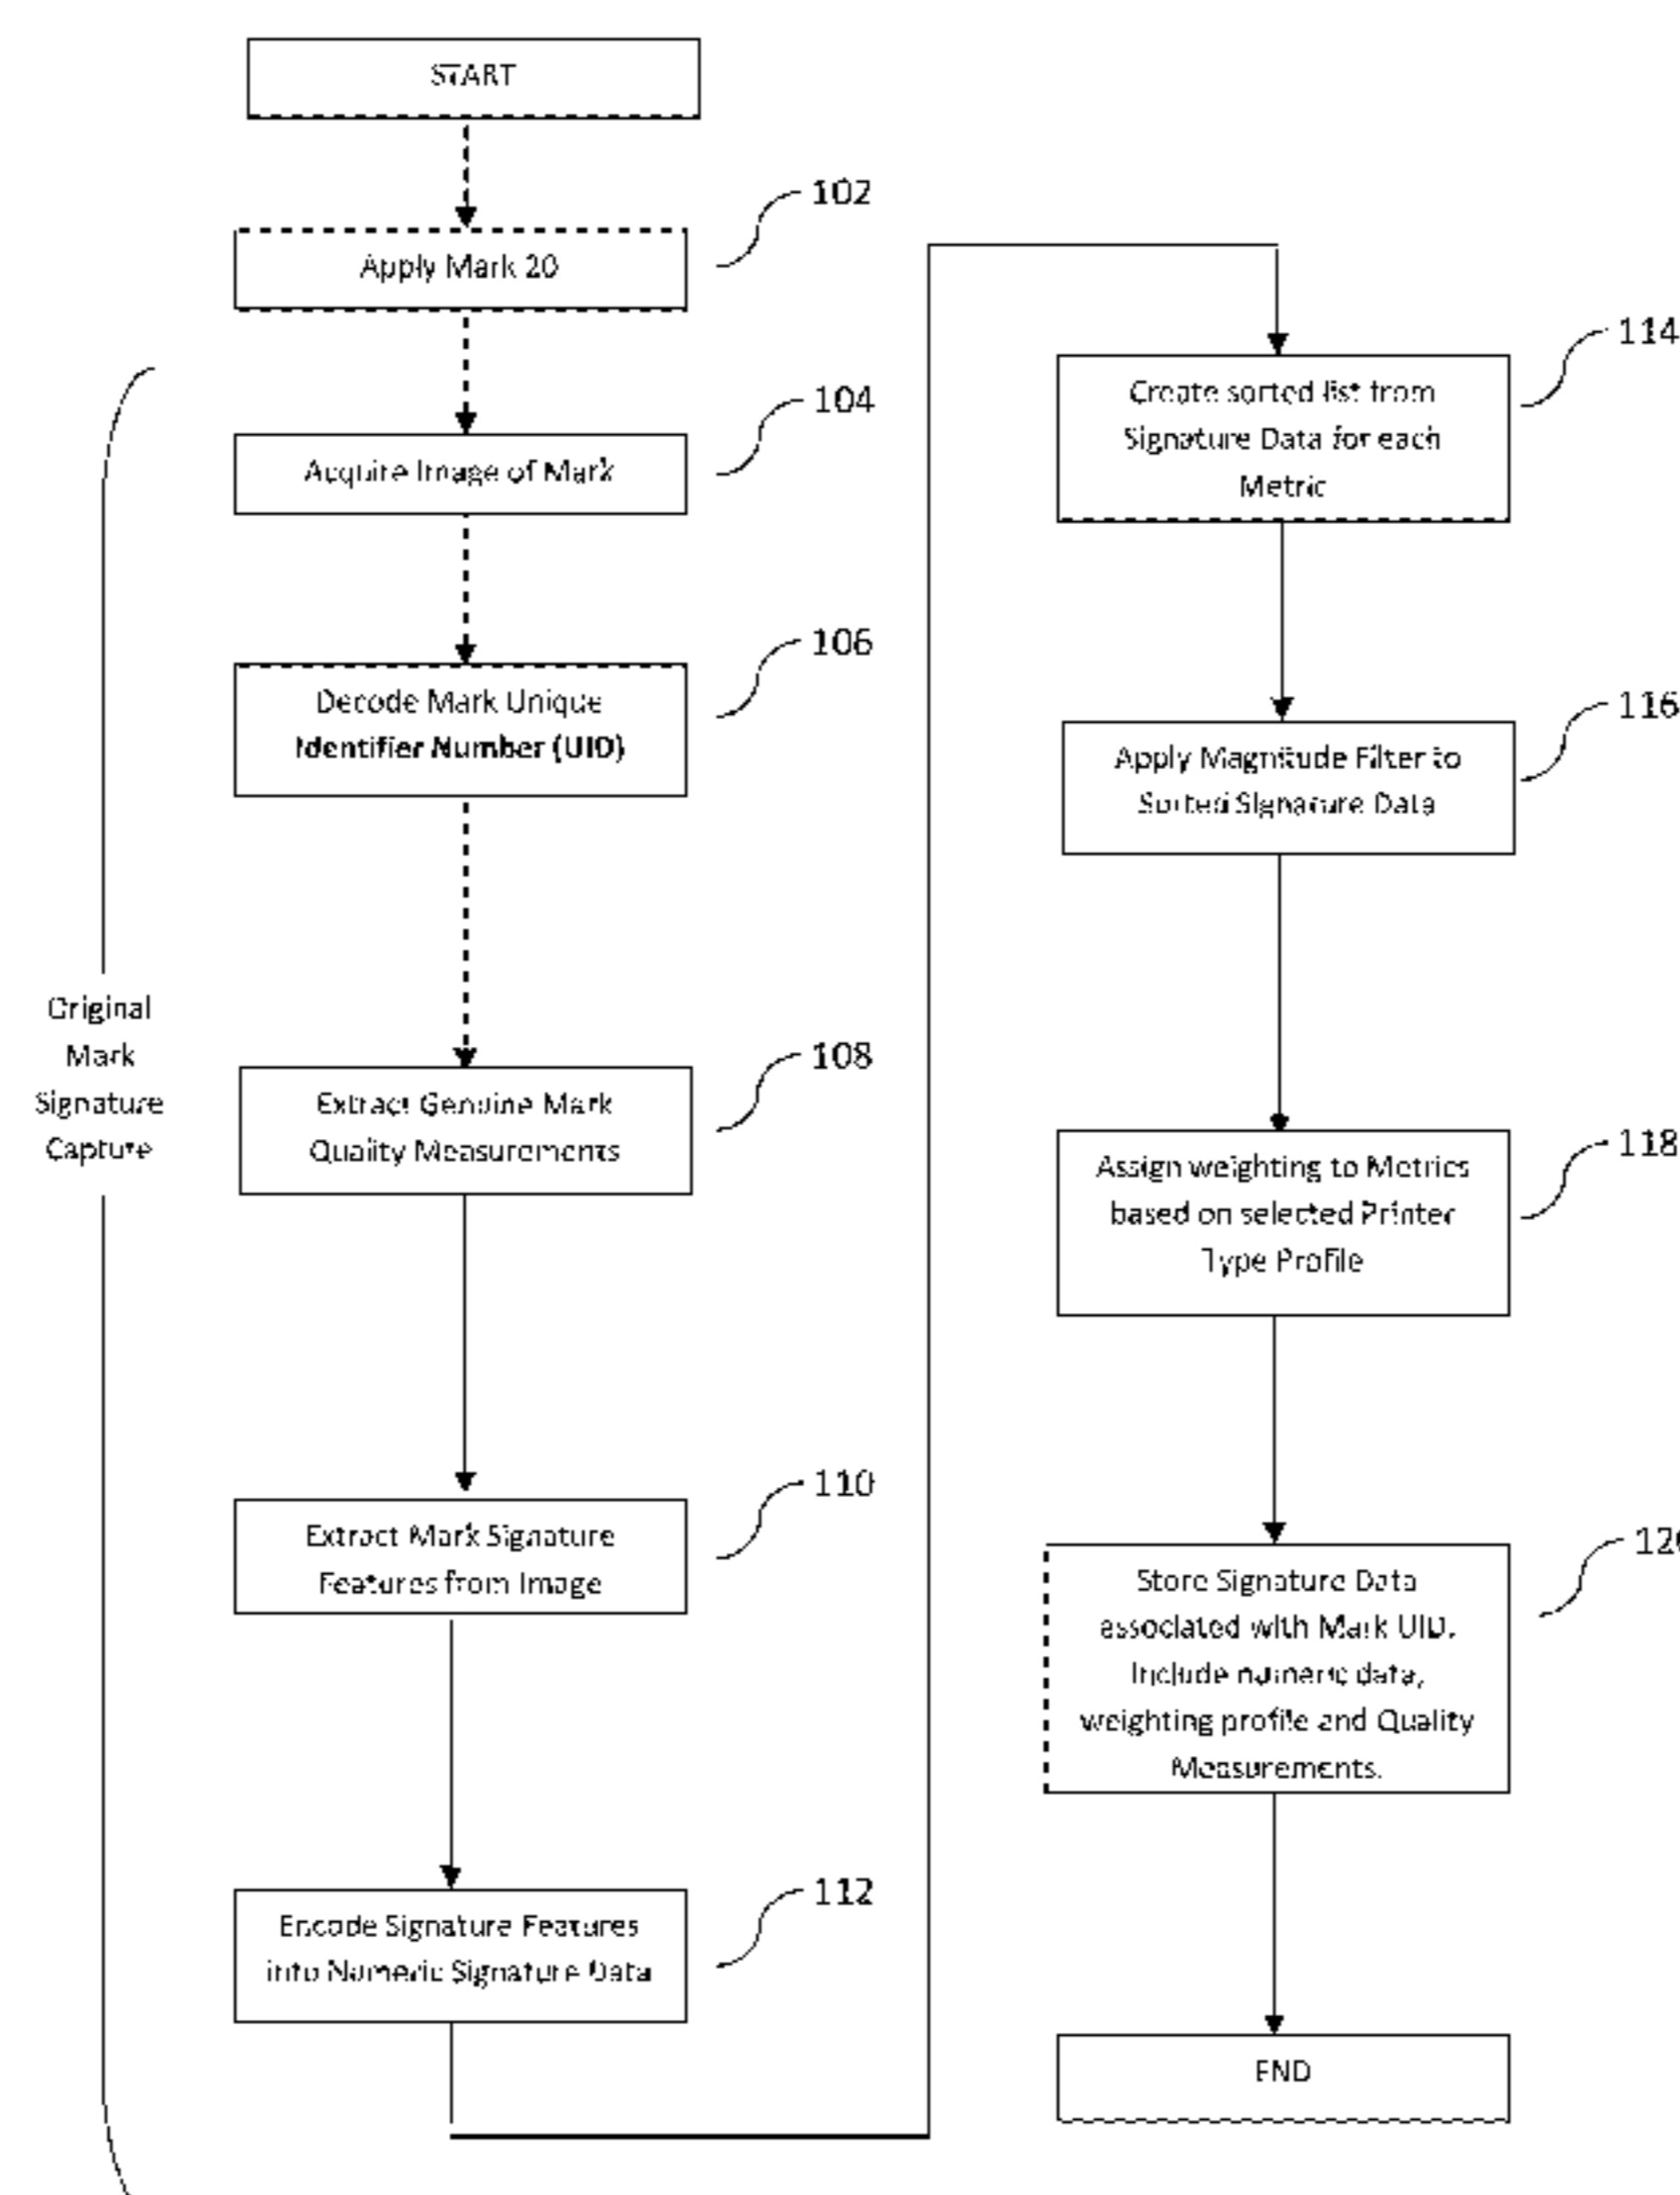 START
102
Apply Mark 20
104
Acquire Image of Mark
106
Decode Mark Unique
Identifier Number (UID)
Original
Mark
Signature
Capture
108
Extract Genuine Mark
Quality Measurements
110
Extract Mark Signature
Features from Image
112
Encode Signature Features
into Numeric Signature Data
114
Create sorted list from
Signature Data for each
Metric
116
Apply Magnitude Filter to
Sorted Signature Data
118
Assign weighting to Metrics
based on selected Printer
Type Profile
120
Store Signature Data
associated with Mark UID.
Include numeric data,
weighting profile and Quality
Measurements.
END